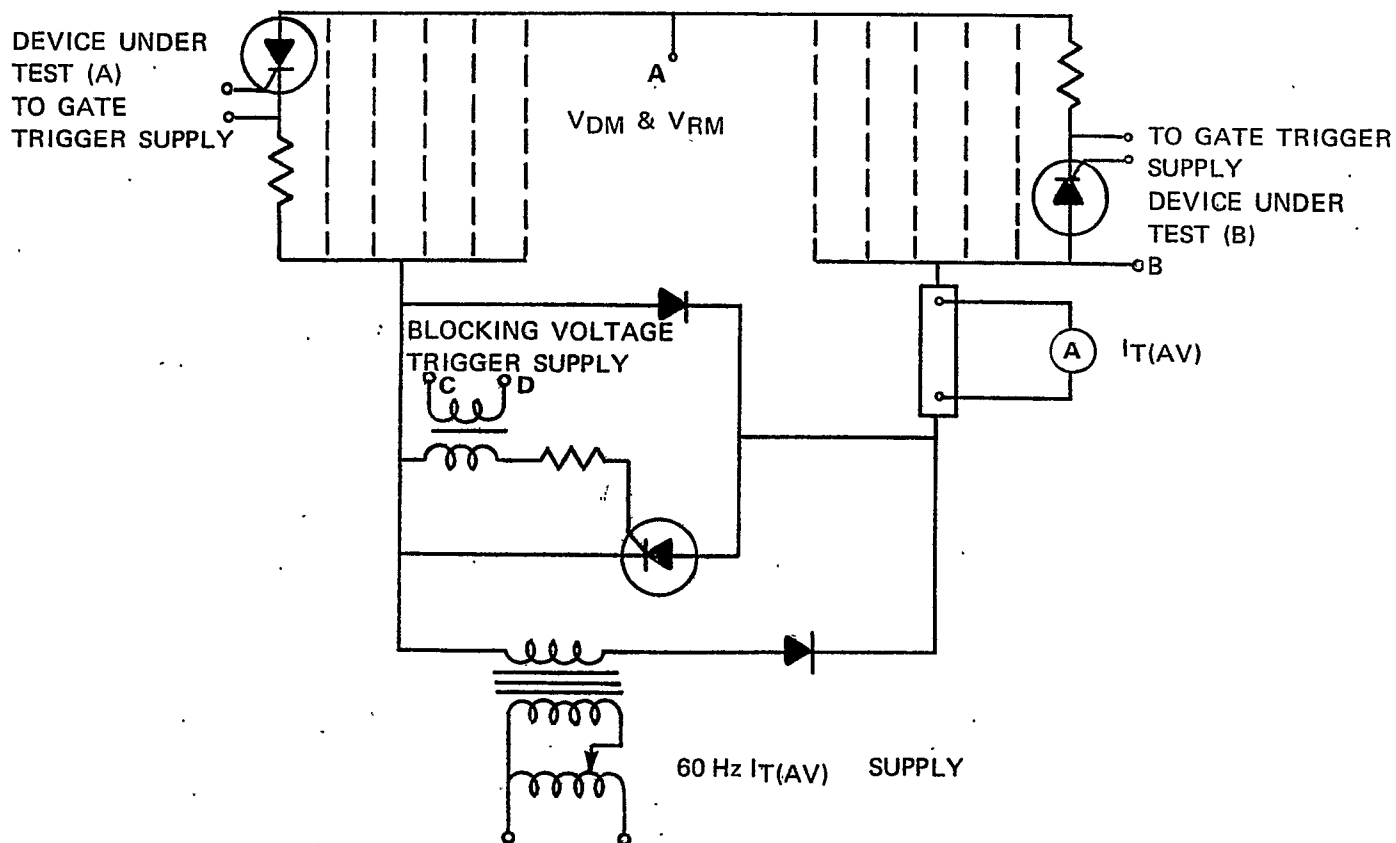 DEVICE UNDER
TEST (A)
TO GATE
TRIGGER SUPPLY
A
VDM & VRM
TO GATE TRIGGER
SUPPLY
DEVICE UNDER
TEST (B)
B
BLOCKING VOLTAGE
TRIGGER SUPPLY
C D
A
IT(AV)
60 Hz IT(AV) SUPPLY